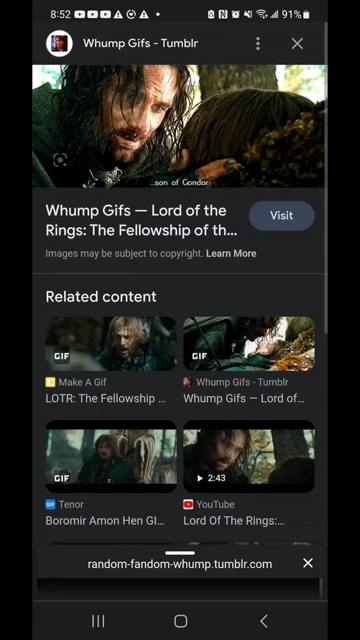 8:52
91%
Whump Gifs - Tumblr
...son of Gondor
Whump Gifs — Lord of the
Rings: The Fellowship of th...
Visit
Images may be subject to copyright. Learn More
Related content
GIF
GIF
Make A Gif
Whump Gifs - Tumblr
LOTR: The Fellowship ...
Whump Gifs — Lord of...
GIF
2:43
GIF Tenor
YouTube
Boromir Amon Hen GI...
Lord Of The Rings:...
random-fandom-whump.tumblr.com